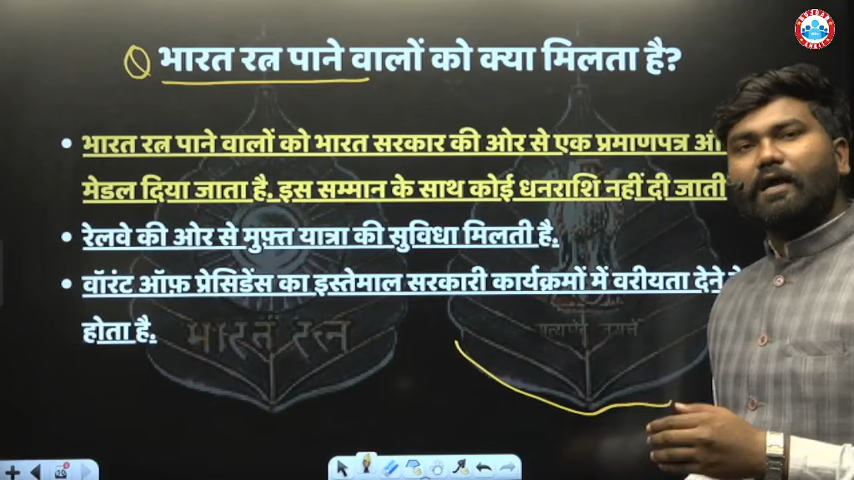 भारत रत्न पाने वालों को क्या मिलता है?
• भारत रत्न पाने वालों को भारत सरकार की ओर से एक प्रमाणपत्र
मेडल दिया जाता है. इस सम्मान के साथ कोई धनराशि नहीं दी जाती
• रेलवे की ओर से मुफ़्त यात्रा की सुविधा मिलती है.
• वॉरंट ऑफ़ प्रेसिडेंस का इस्तेमाल सरकारी कार्यक्रमों में वरीयता देने
होता है.
भारत रत्न